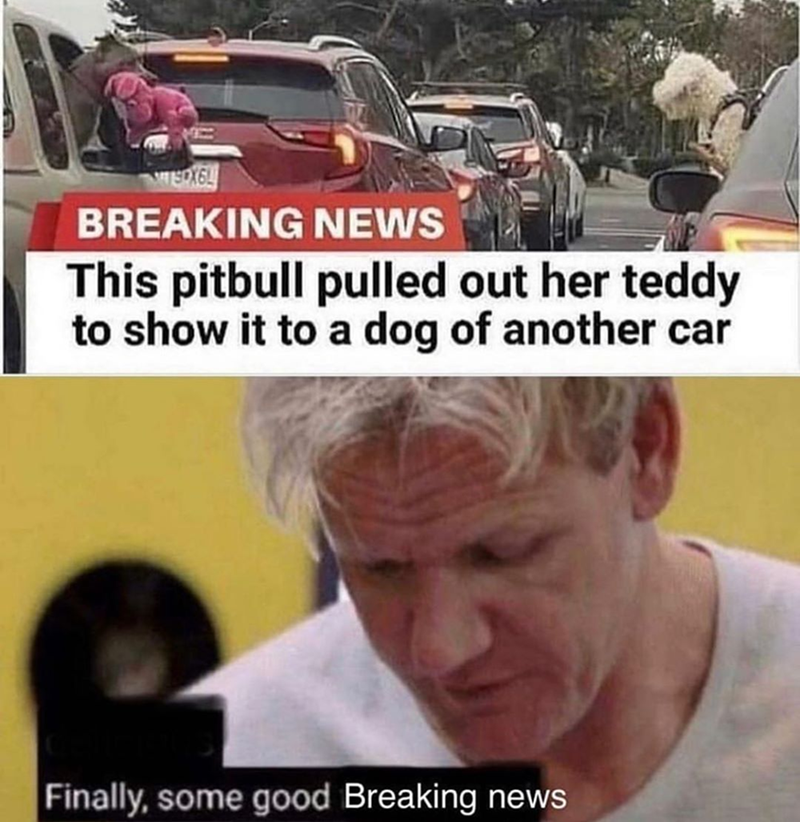 BREAKING NEWS
This pitbull pulled out her teddy
to show it to a dog of another car
Finally, some good Breaking news